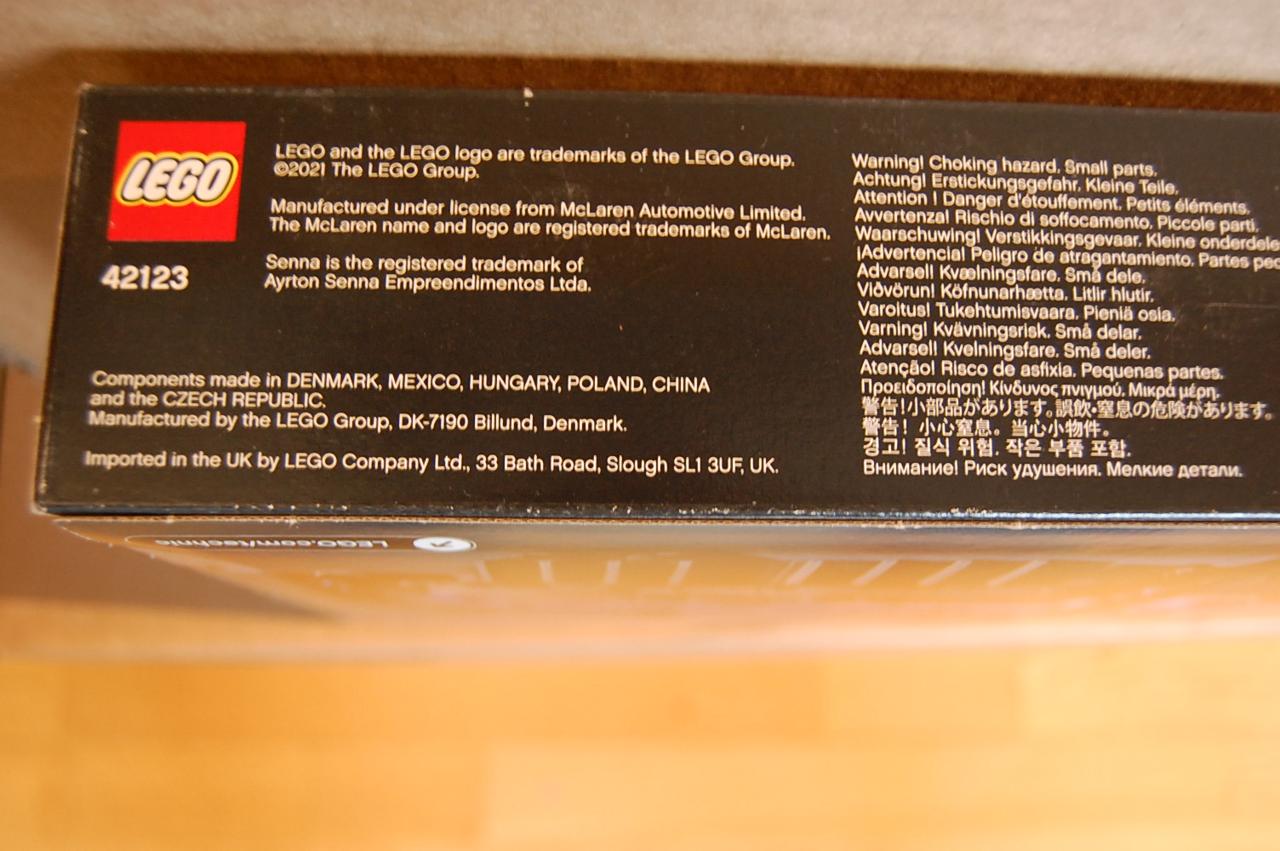 LEGO
42123
LEGO and the LEGO logo are trademarks of the LEGO Group.
©2021 The LEGO Group.
Manufactured under license from McLaren Automotive Limited.
The McLaren name and logo are registered trademarks of McLaren.
Senna is the registered trademark of
Ayrton Senna Empreendimentos Ltda.
Components made in DENMARK, MEXICO, HUNGARY, POLAND, CHINA
and the CZECH REPUBLIC.
Manufactured by the LEGO Group, DK-7190 Billund, Denmark.
Imported in the UK by LEGO Company Ltd., 33 Bath Road, Slough SL1 3UF, UK.
Warning! Choking hazard. Small parts.
Achtung! Erstickungsgefahr. Kleine Teile.
Attention ! Danger d'étouffement. Petits éléments.
Avvertenza! Rischio di soffocamento. Piccole parti.
Waarschuwing! Verstikkingsgevaar. Kleine onderdele
¡Advertencia! Peligro de atragantamiento. Partes peq
Advarsel! Kvælningsfare. Små dele.
Viðvörun! Köfnunarhætta. Litlir hlutir.
Varoitus! Tukehtumisvaara. Pieniä osia.
Varning! Kvävningsrisk. Små delar.
Advarsel! Kvelningsfare. Små deler.
Atenção! Risco de asfixia. Pequenas partes.
Προειδοποίηση! Κίνδυνος πνιγμού. Μικρά μέρη.
警告!小部品があります。誤飲・窒息の危険があります。
警告! 小心窒息。当心小物件。
경고! 질식 위험. 작은 부품 포함.
Внимание! Риск удушения. Мелкие детали.
LEGO.com/technic